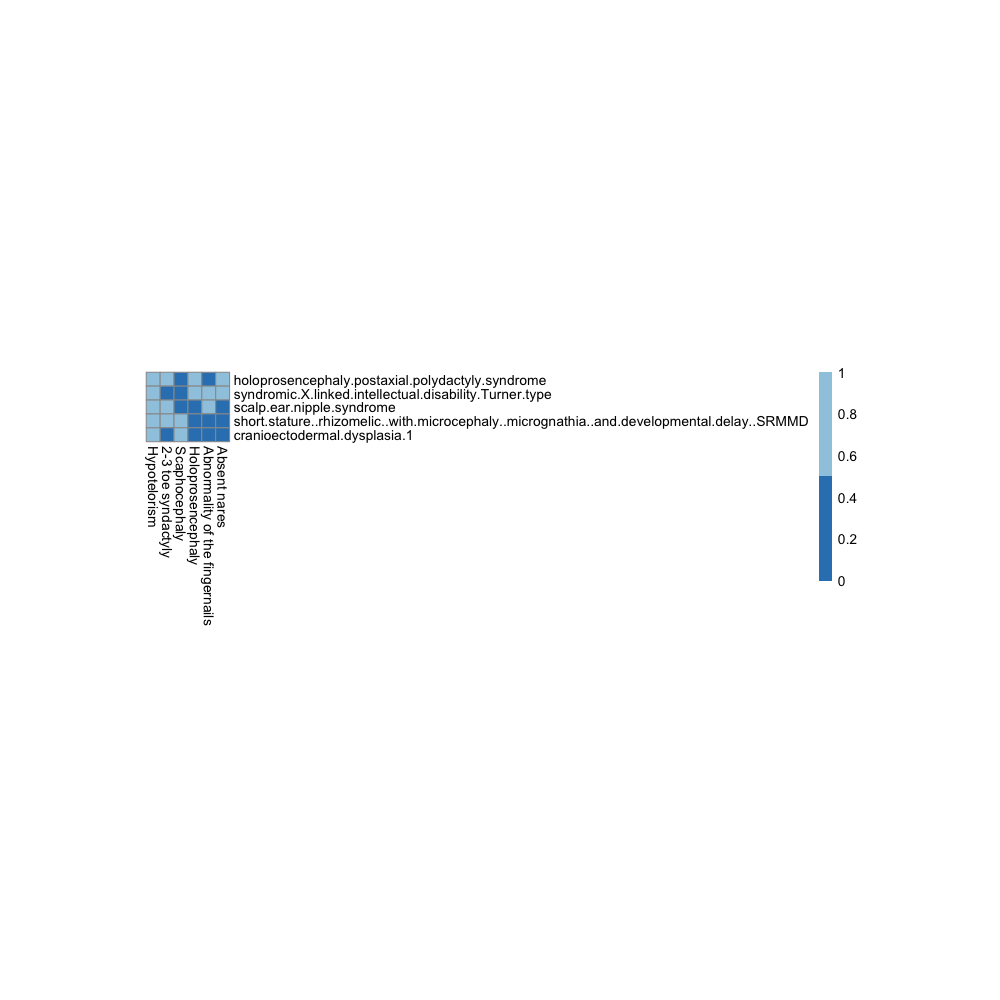 holoprosencephaly.postaxial.polydactyly.syndrome
syndromic.X.linked.intellectual.disability.Turner.type
scalp.ear.nipple.syndrome
short.stature..rhizomelic..with.microcephaly..micrognathia..and.developmental.delay..SRMMD
cranioectodermal.dysplasia.1
Hypotelorism
2-3 toe syndactyly
Scaphocephaly
Holoprosencephaly
Abnormality of the fingernails
Absent nares
1
0.8
0.6
0.4
0.2
0